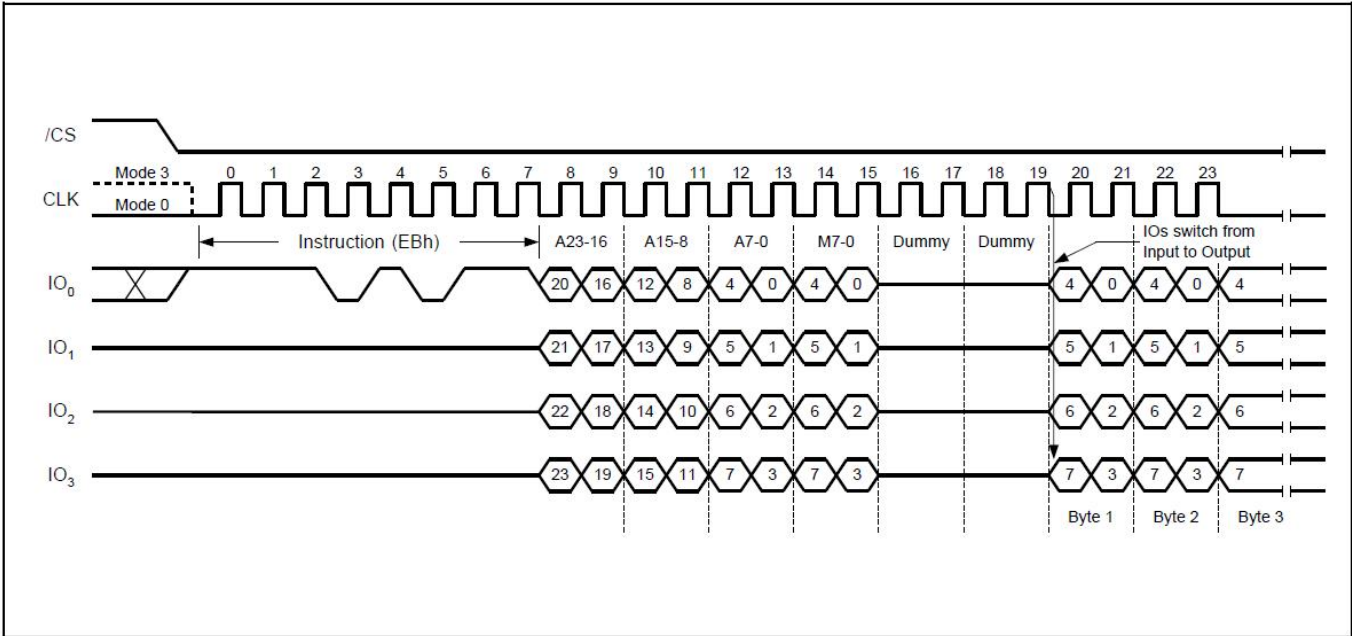 /CS
Mode 3 0 1 2 3 4 5 6 7 8 9 10 11 12 13 14 15 16 17 18 19 20 21 22 23
CLK
Mode 0
Instruction (EBh) A23-16 A15-8 A7-0 M7-0 Dummy Dummy IOs switch from
Input to Output
IO0 20 16 12 8 4 0 4 0 4 0 4 0 4
IO1 21 17 13 9 5 1 5 1 5 1 5 1 5
IO2 22 18 14 10 6 2 6 2 6 2 6 2 6
IO3 23 19 15 11 7 3 7 3 7 3 7 3 7
Byte 1 Byte 2 Byte 3